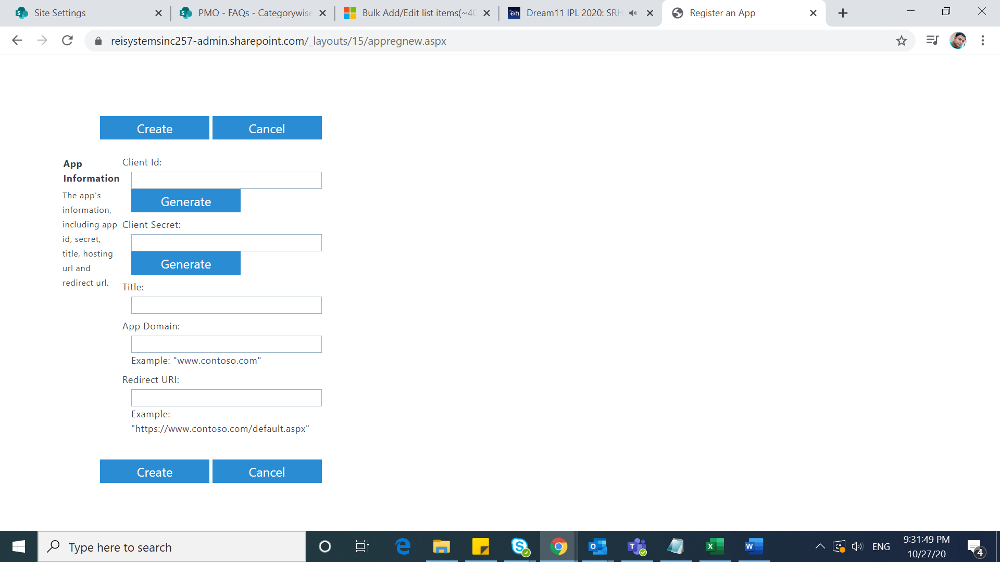 Site Settings
PMO - FAQs - Categorywise
Bulk Add/Edit list items(~40
Dream11 IPL 2020: SRH
Register an App
reisystemsinc257-admin.sharepoint.com/_layouts/15/appregnew.aspx
Create
Cancel
App
Information
The app's
information,
including app
id, secret,
title, hosting
url and
redirect url.
Client Id:
Generate
Client Secret:
Generate
Title:
App Domain:
Example: "www.contoso.com"
Redirect URI:
Example:
"https://www.contoso.com/default.aspx"
Create
Cancel
Type here to search
ENG
9:31:49 PM
10/27/20
4